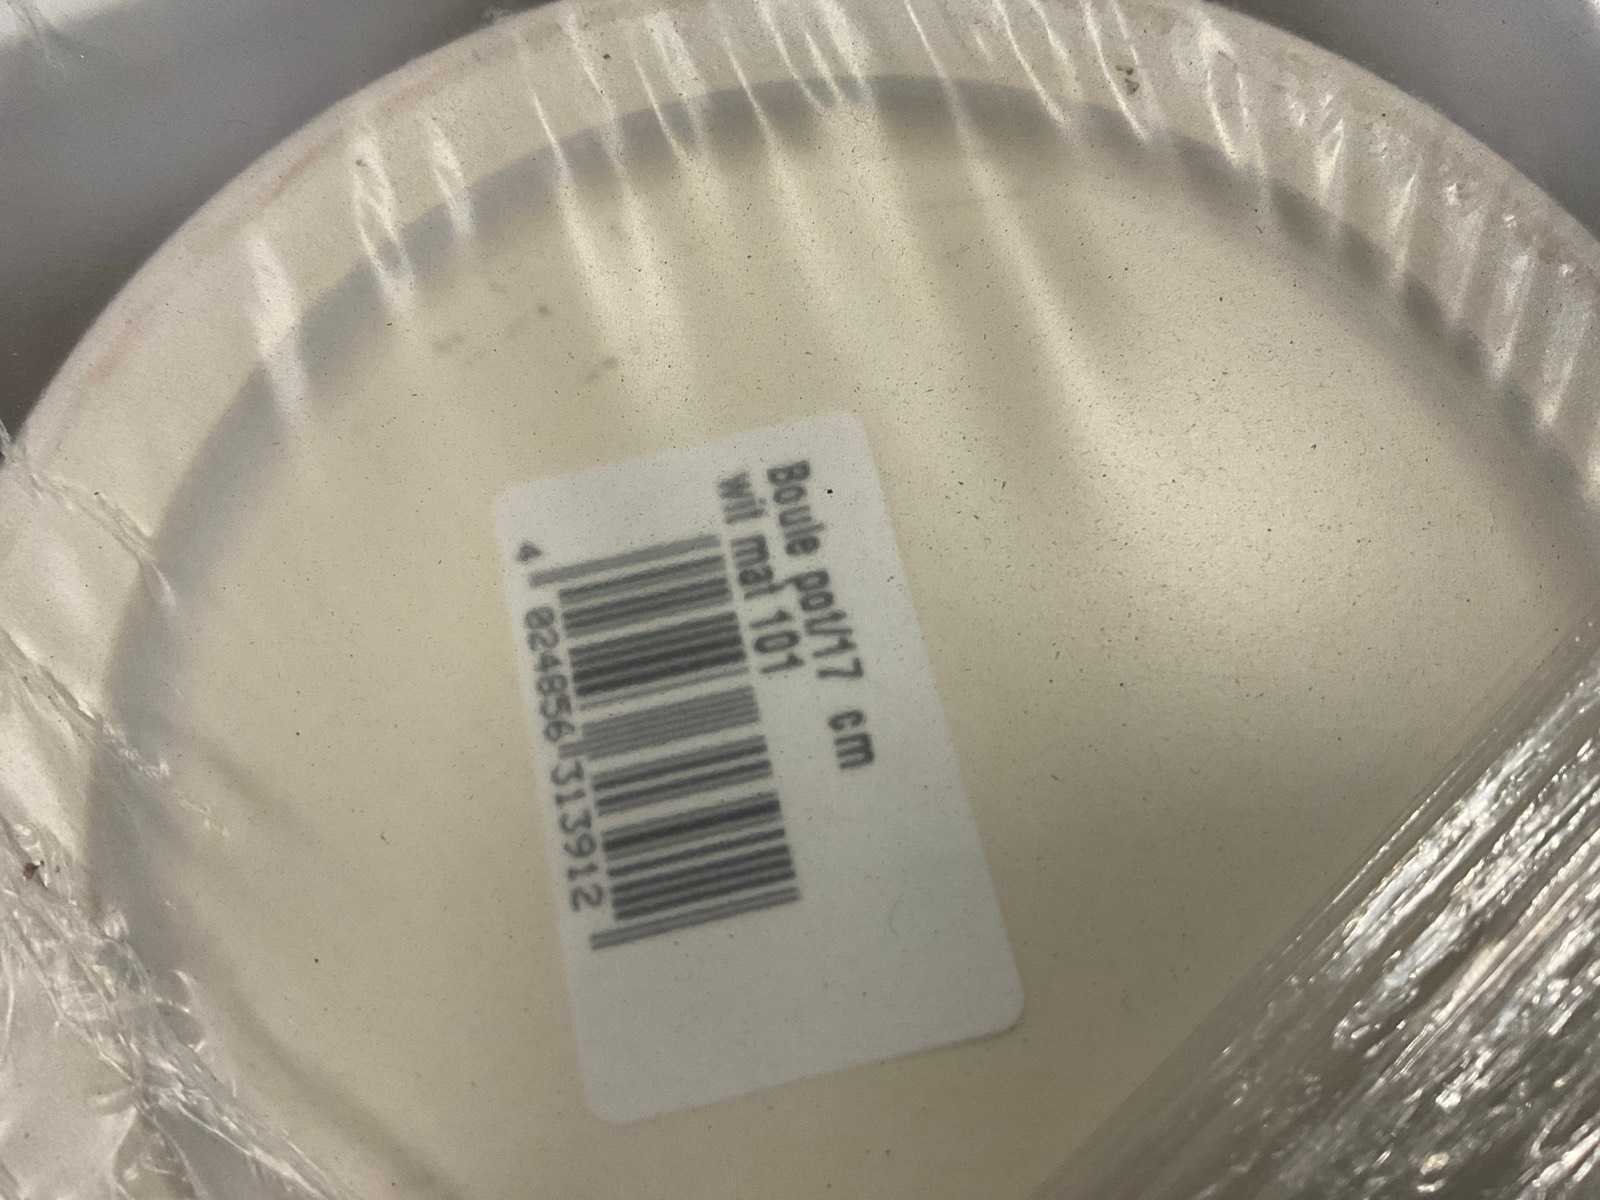 Boule pot/17 cm
wit mat 101
4 024856 313912